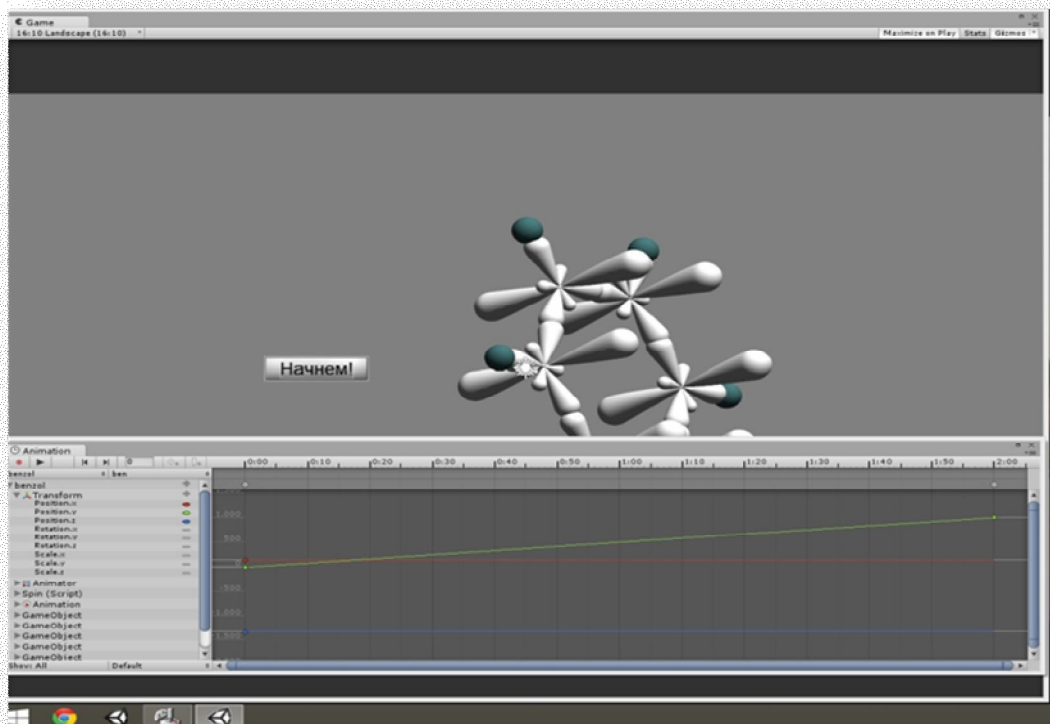 Game
16:10 Landscape (16:10)
Maximize on Play Stats Gizmos
Начнем!
Animation
0
0:00 0:10 0:20 0:30 0:40 0:50 1:00 1:10 1:20 1:30 1:40 1:50 2:00
benzol ben
benzol
Transform
Position.x
Position.y
Position.z
Rotation.x
Rotation.y
Rotation.z
Scale.x
Scale.y
Scale.z
Animator
Spin (Script)
Animation
GameObject
GameObject
GameObject
GameObject
GameObject
Show: All Default